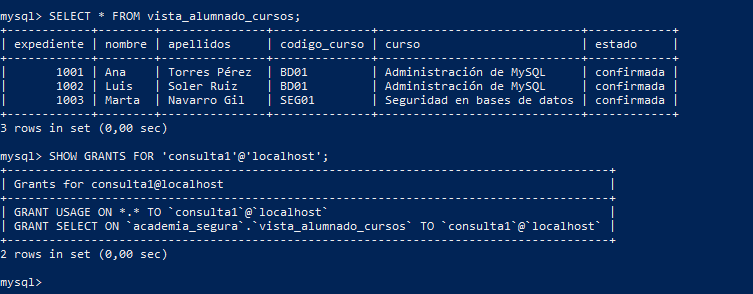 mysql> SELECT * FROM vista_alumnado_cursos;
+------------+--------+---------------+--------------+---------------------------+------------+
| expediente | nombre | apellidos     | codigo_curso | curso                     | estado     |
+------------+--------+---------------+--------------+---------------------------+------------+
|       1001 | Ana    | Torres Pérez  | BD01         | Administración de MySQL   | confirmada |
|       1002 | Luis   | Soler Ruiz    | BD01         | Administración de MySQL   | confirmada |
|       1003 | Marta  | Navarro Gil   | SEG01        | Seguridad en bases de datos | confirmada |
+------------+--------+---------------+--------------+---------------------------+------------+
3 rows in set (0,00 sec)

mysql> SHOW GRANTS FOR 'consulta1'@'localhost';
+-------------------------------------------------------------------------------------+
| Grants for consulta1@localhost                                                      |
+-------------------------------------------------------------------------------------+
| GRANT USAGE ON *.* TO `consulta1`@`localhost`                                       |
| GRANT SELECT ON `academia_segura`.`vista_alumnado_cursos` TO `consulta1`@`localhost` |
+-------------------------------------------------------------------------------------+
2 rows in set (0,00 sec)

mysql>